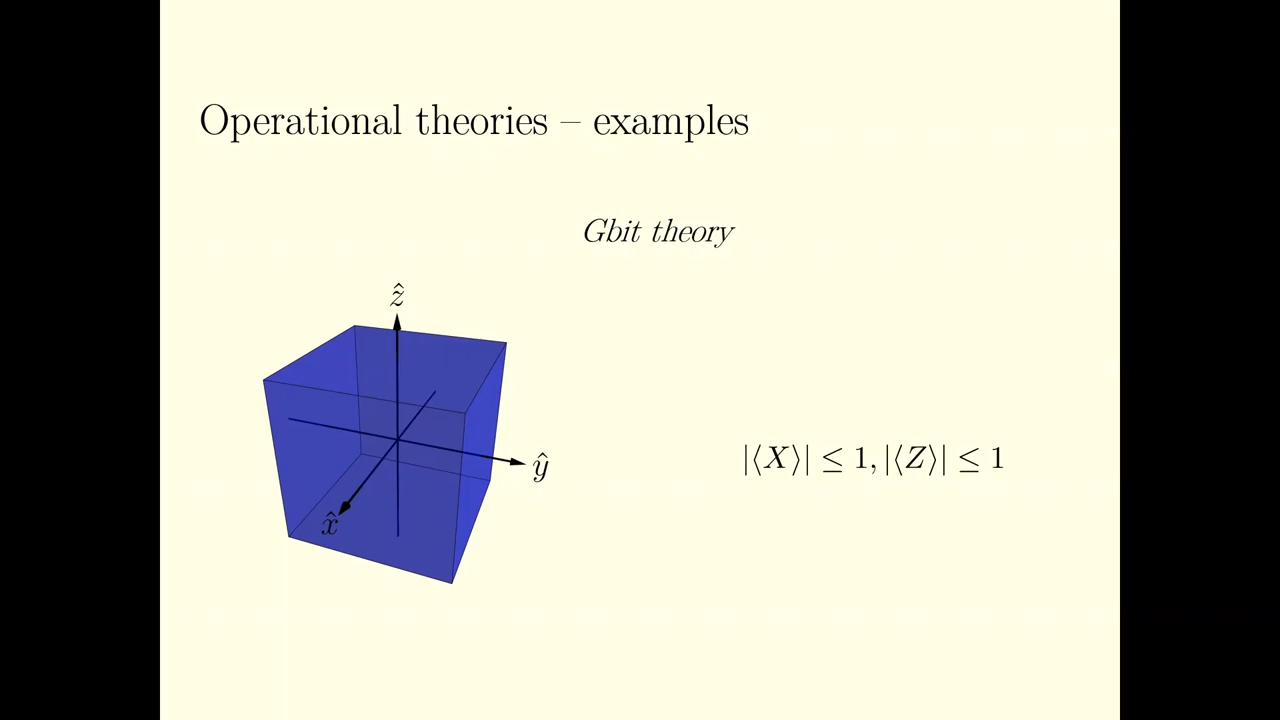 Operational theories – examples
Gbit theory
ẑ
ŷ
|⟨X⟩| ≤ 1, |⟨Z⟩| ≤ 1
x̂